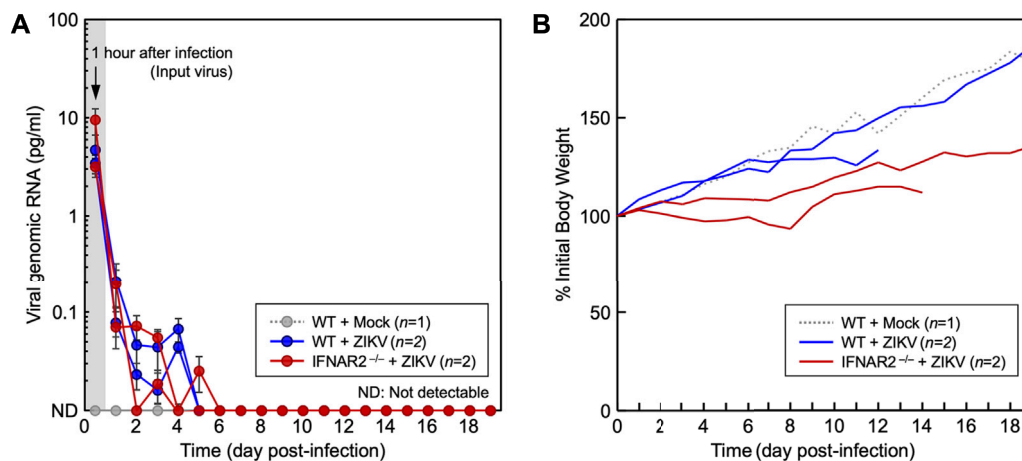 A
Viral genomic RNA (pg/ml)
100
10
1
0.1
ND
1 hour after infection
(Input virus)
WT + Mock (n=1)
WT + ZIKV (n=2)
IFNAR2 −/− + ZIKV (n=2)
ND: Not detectable
0 2 4 6 8 10 12 14 16 18
Time (day post-infection)
B
% Initial Body Weight
200
150
100
50
0
WT + Mock (n=1)
WT + ZIKV (n=2)
IFNAR2 −/− + ZIKV (n=2)
0 2 4 6 8 10 12 14 16 18
Time (day post-infection)